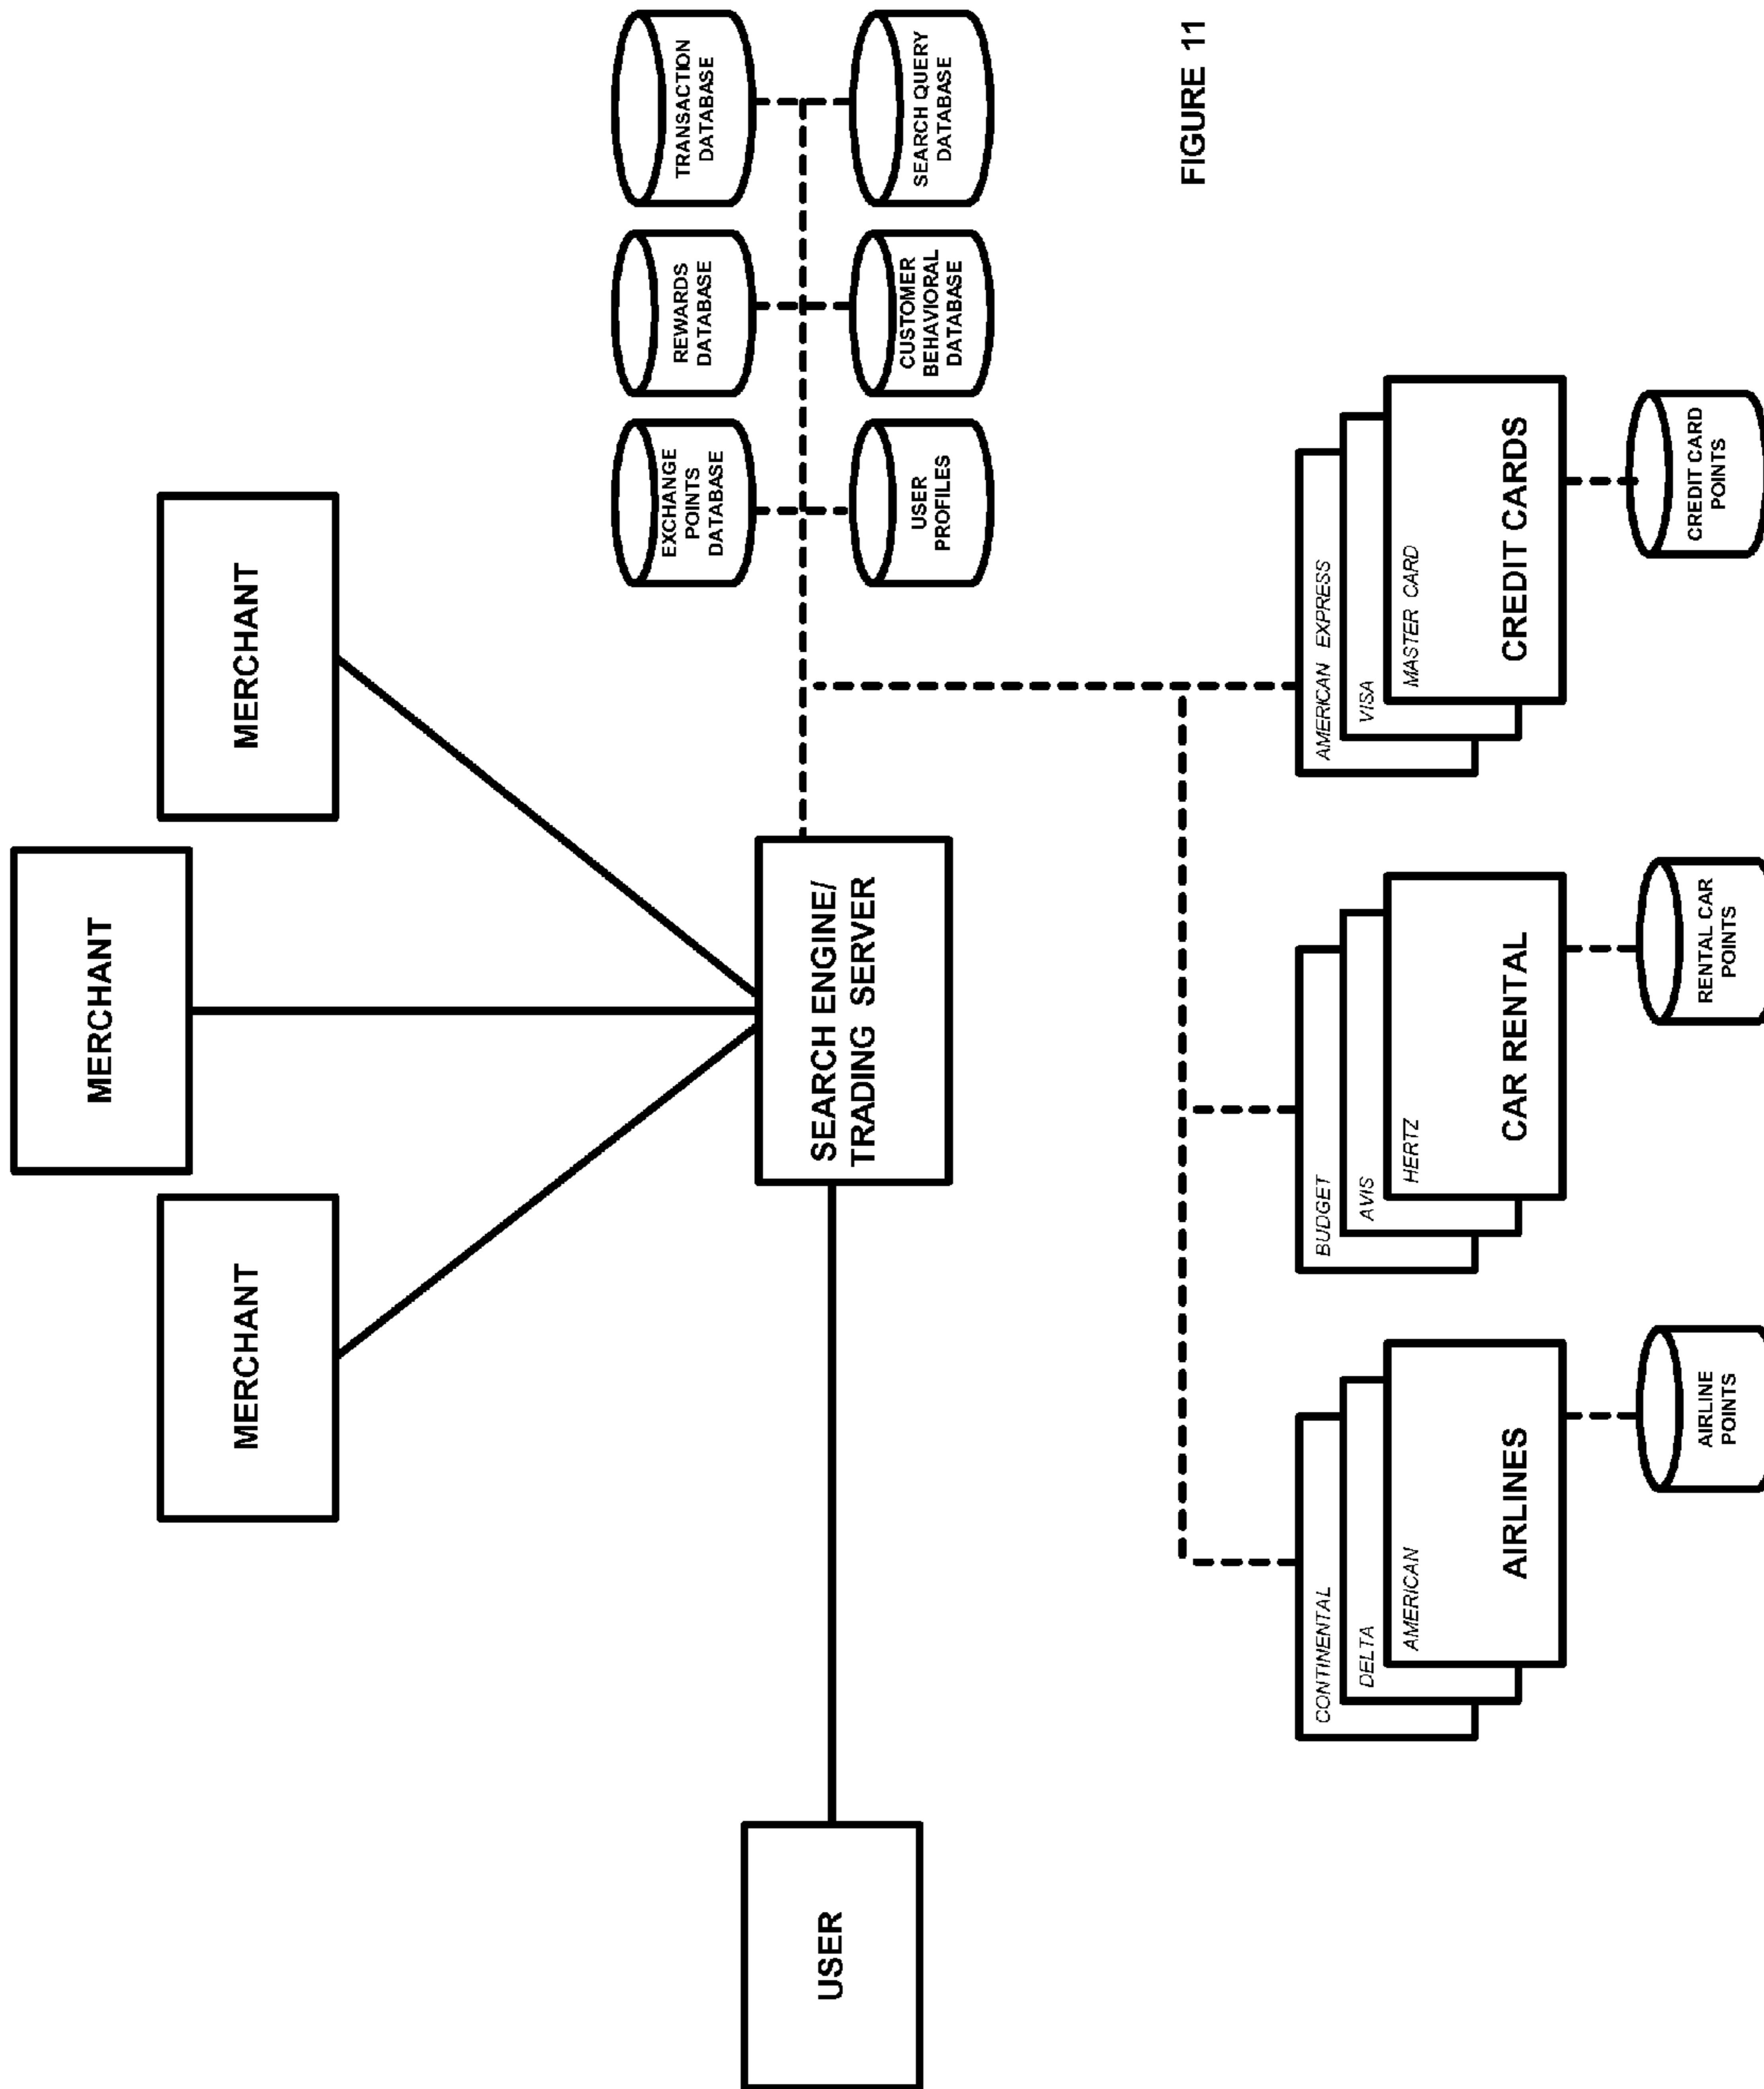 MERCHANT
MERCHANT
MERCHANT
USER
SEARCH ENGINE/
TRADING SERVER
EXCHANGE
POINTS
DATABASE
REWARDS
DATABASE
TRANSACTION
DATABASE
USER
PROFILES
CUSTOMER
BEHAVIORAL
DATABASE
SEARCH QUERY
DATABASE
CONTINENTAL
DELTA
AMERICAN
AIRLINES
BUDGET
AVIS
HERTZ
CAR RENTAL
AMERICAN EXPRESS
VISA
MASTER CARD
CREDIT CARDS
AIRLINE
POINTS
RENTAL CAR
POINTS
CREDIT CARD
POINTS
FIGURE 11